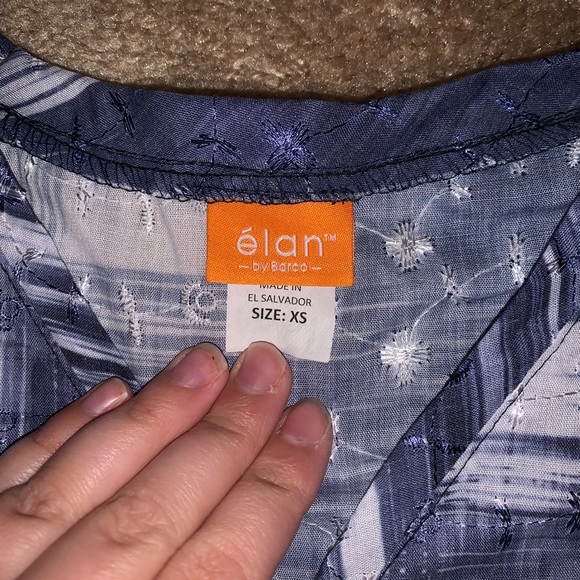 élan™
— by Barco —
MADE IN
EL SALVADOR
SIZE: XS